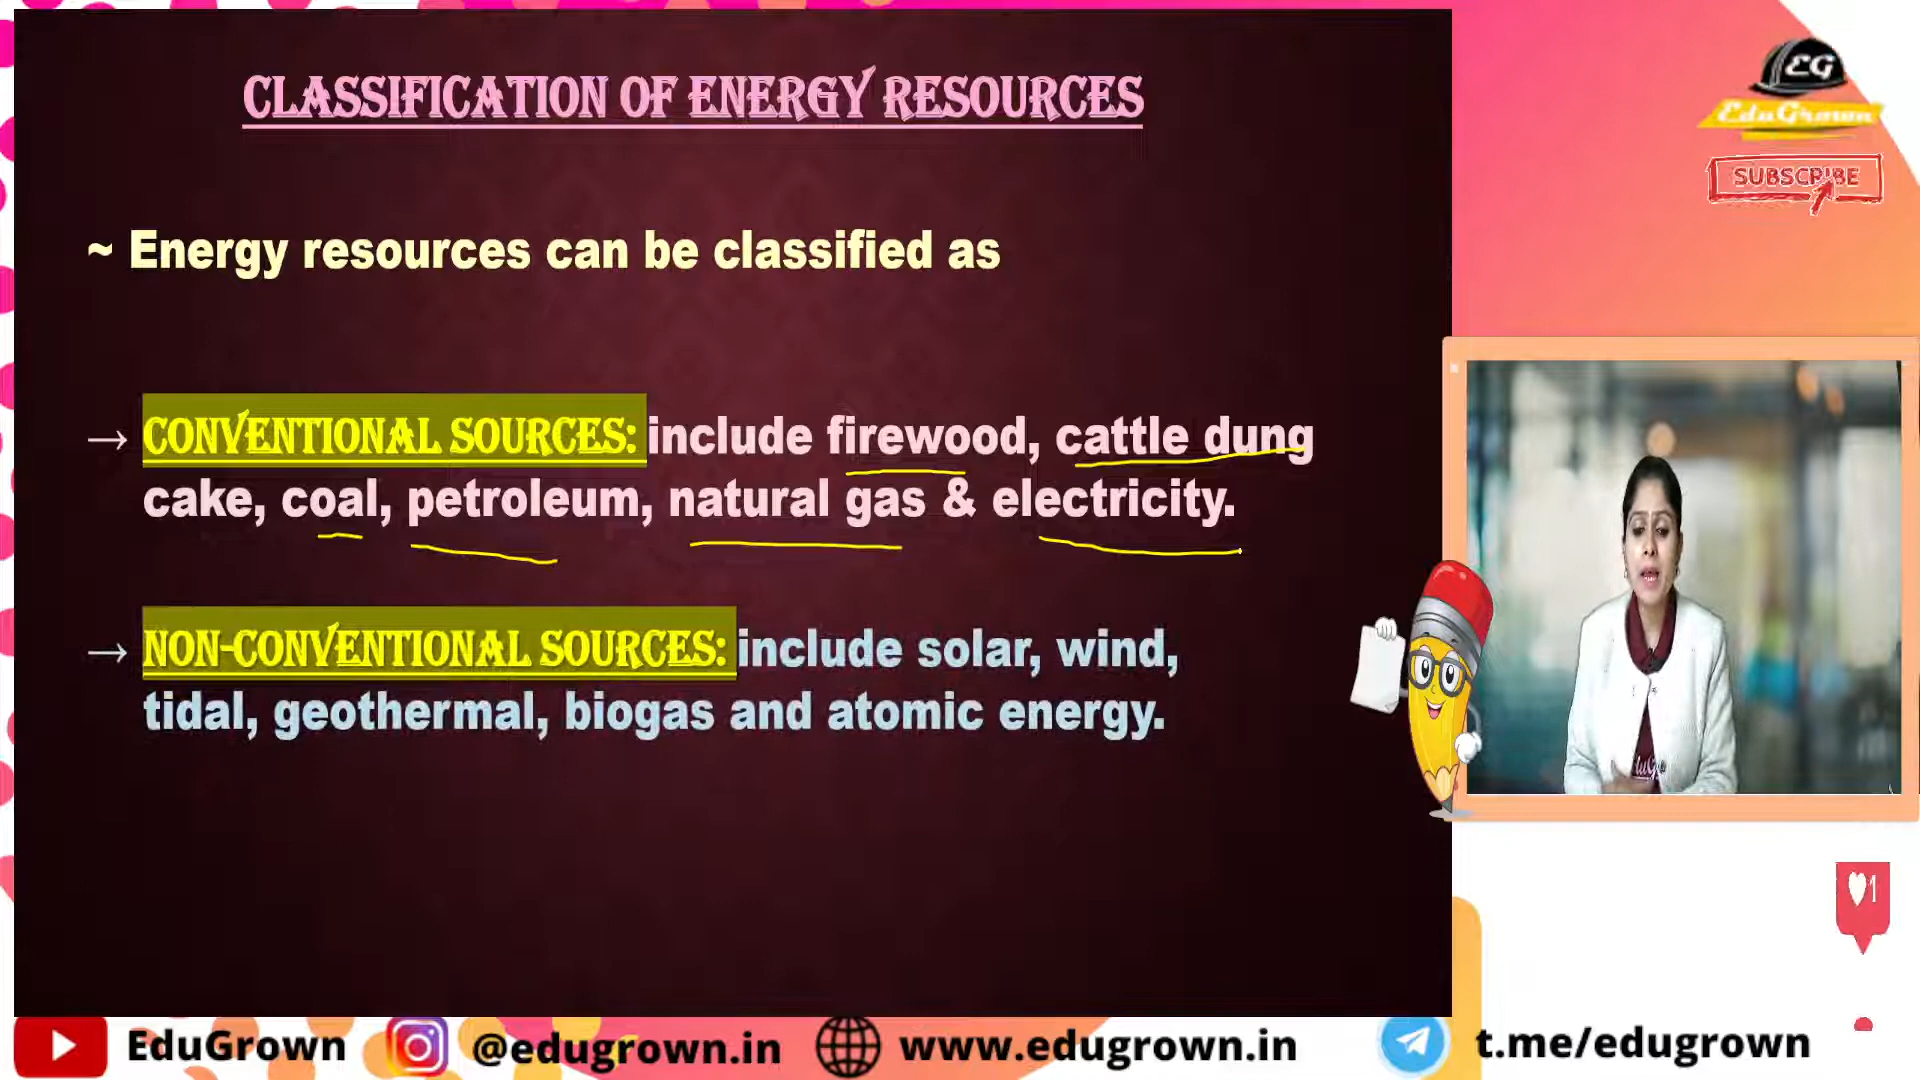 CLASSIFICATION OF ENERGY RESOURCES
~ Energy resources can be classified as
→ CONVENTIONAL SOURCES: include firewood, cattle dung
cake, coal, petroleum, natural gas & electricity.
→ NON-CONVENTIONAL SOURCES: include solar, wind,
tidal, geothermal, biogas and atomic energy.
EG
EduGrown
SUBSCRIBE
1
EduGrown
@edugrown.in
www.edugrown.in
t.me/edugrown